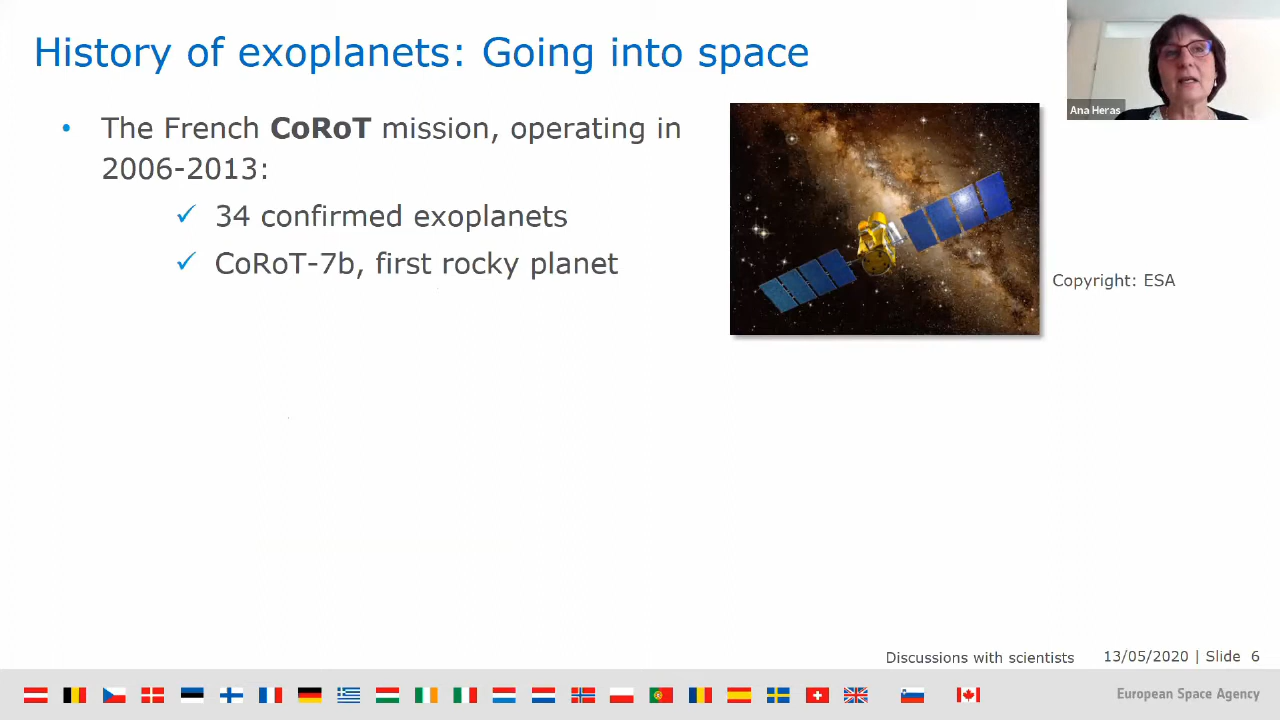 History of exoplanets: Going into space
Ana Heras
• The French CoRoT mission, operating in
2006-2013:
✓ 34 confirmed exoplanets
✓ CoRoT-7b, first rocky planet
Copyright: ESA
Discussions with scientists
13/05/2020 | Slide 6
European Space Agency